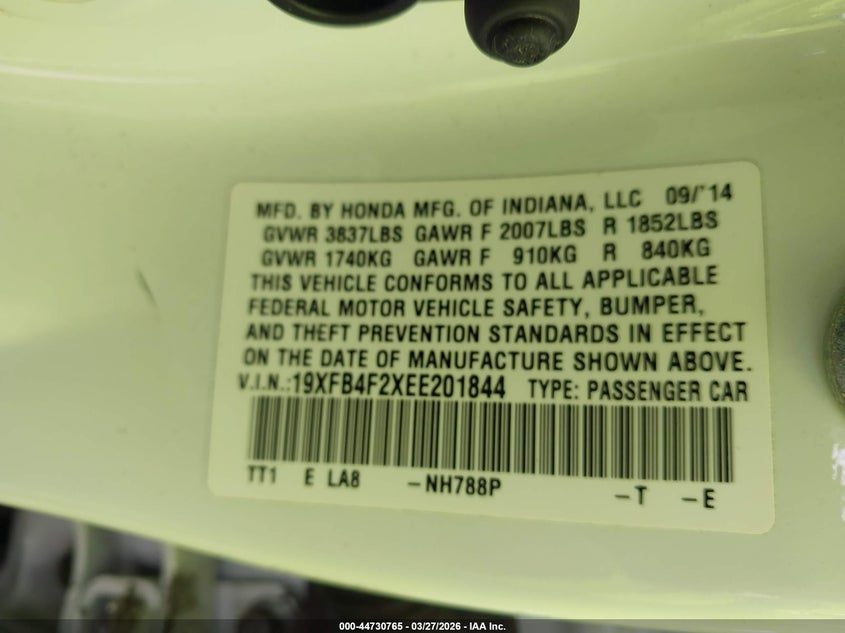 MFD. BY HONDA MFG. OF INDIANA, LLC 09/'14
GVWR 3837LBS GAWR F 2007LBS R 1852LBS
GVWR 1740KG GAWR F 910KG R 840KG
THIS VEHICLE CONFORMS TO ALL APPLICABLE
FEDERAL MOTOR VEHICLE SAFETY, BUMPER,
AND THEFT PREVENTION STANDARDS IN EFFECT
ON THE DATE OF MANUFACTURE SHOWN ABOVE.
V.I.N.:19XFB4F2XEE201844 TYPE: PASSENGER CAR
TT1 E LA8 -NH788P -T -E
000-44730765 - 03/27/2026 - IAA Inc.